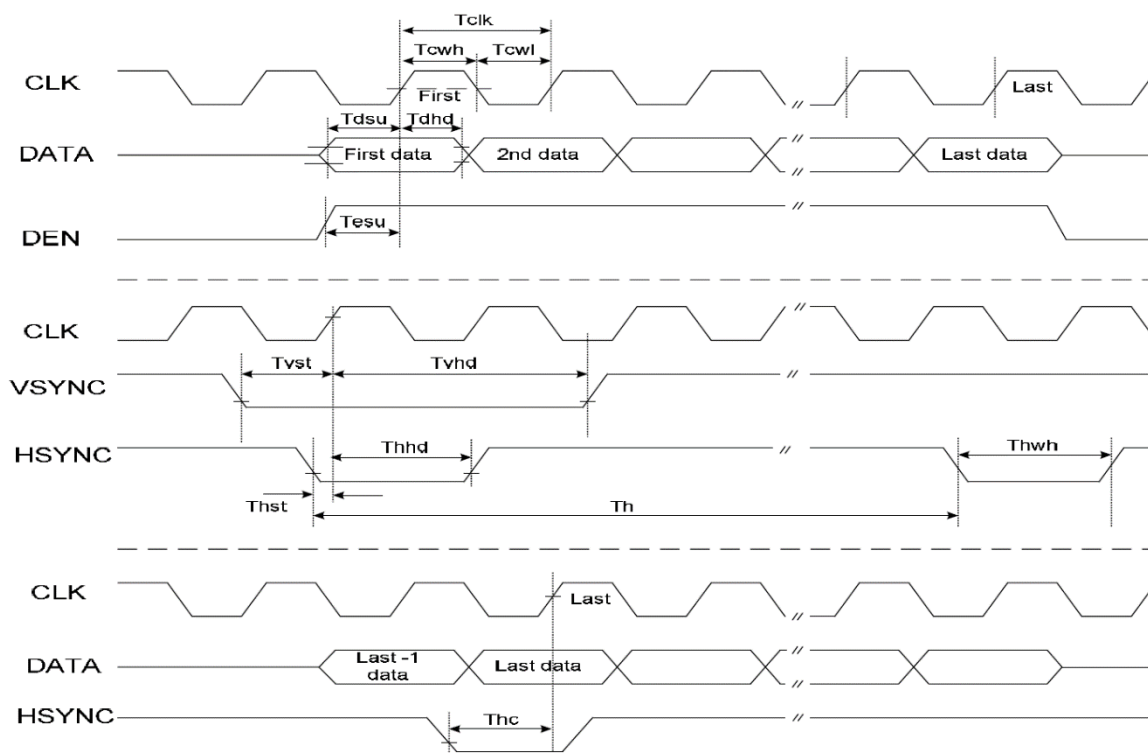 Tclk
Tcwh Tcwl
CLK First Last
Tdsu Tdhd
DATA First data 2nd data // Last data
DEN Tesu //
CLK //
Tvst Tvhd
VSYNC //
HSYNC Thhd // Thwh
Thst Th
CLK Last //
DATA Last -1 Last data //
data
HSYNC Thc //